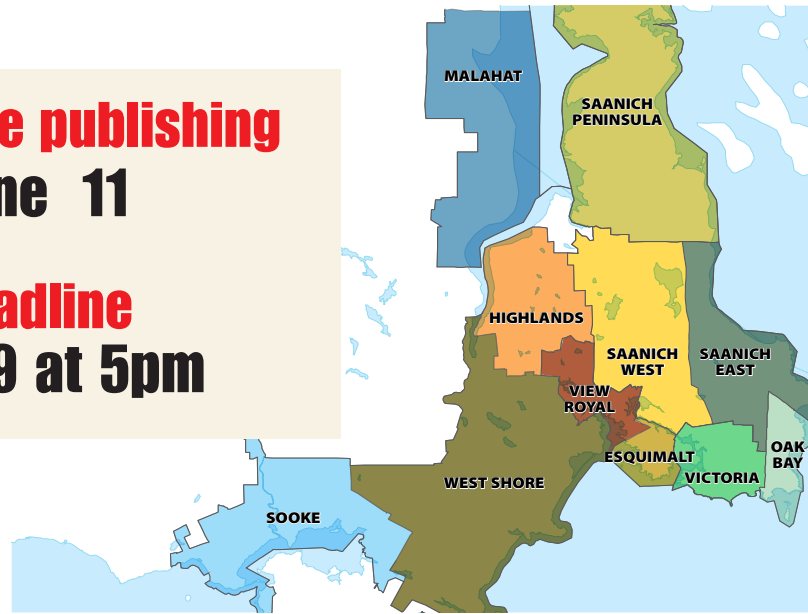 e publishing
ne 11
adline
9 at 5pm
MALAHAT
SAANICH
PENINSULA
HIGHLANDS
SAANICH
WEST
SAANICH
EAST
VIEW
ROYAL
OAK
BAY
ESQUIMALT
VICTORIA
WEST SHORE
SOOKE